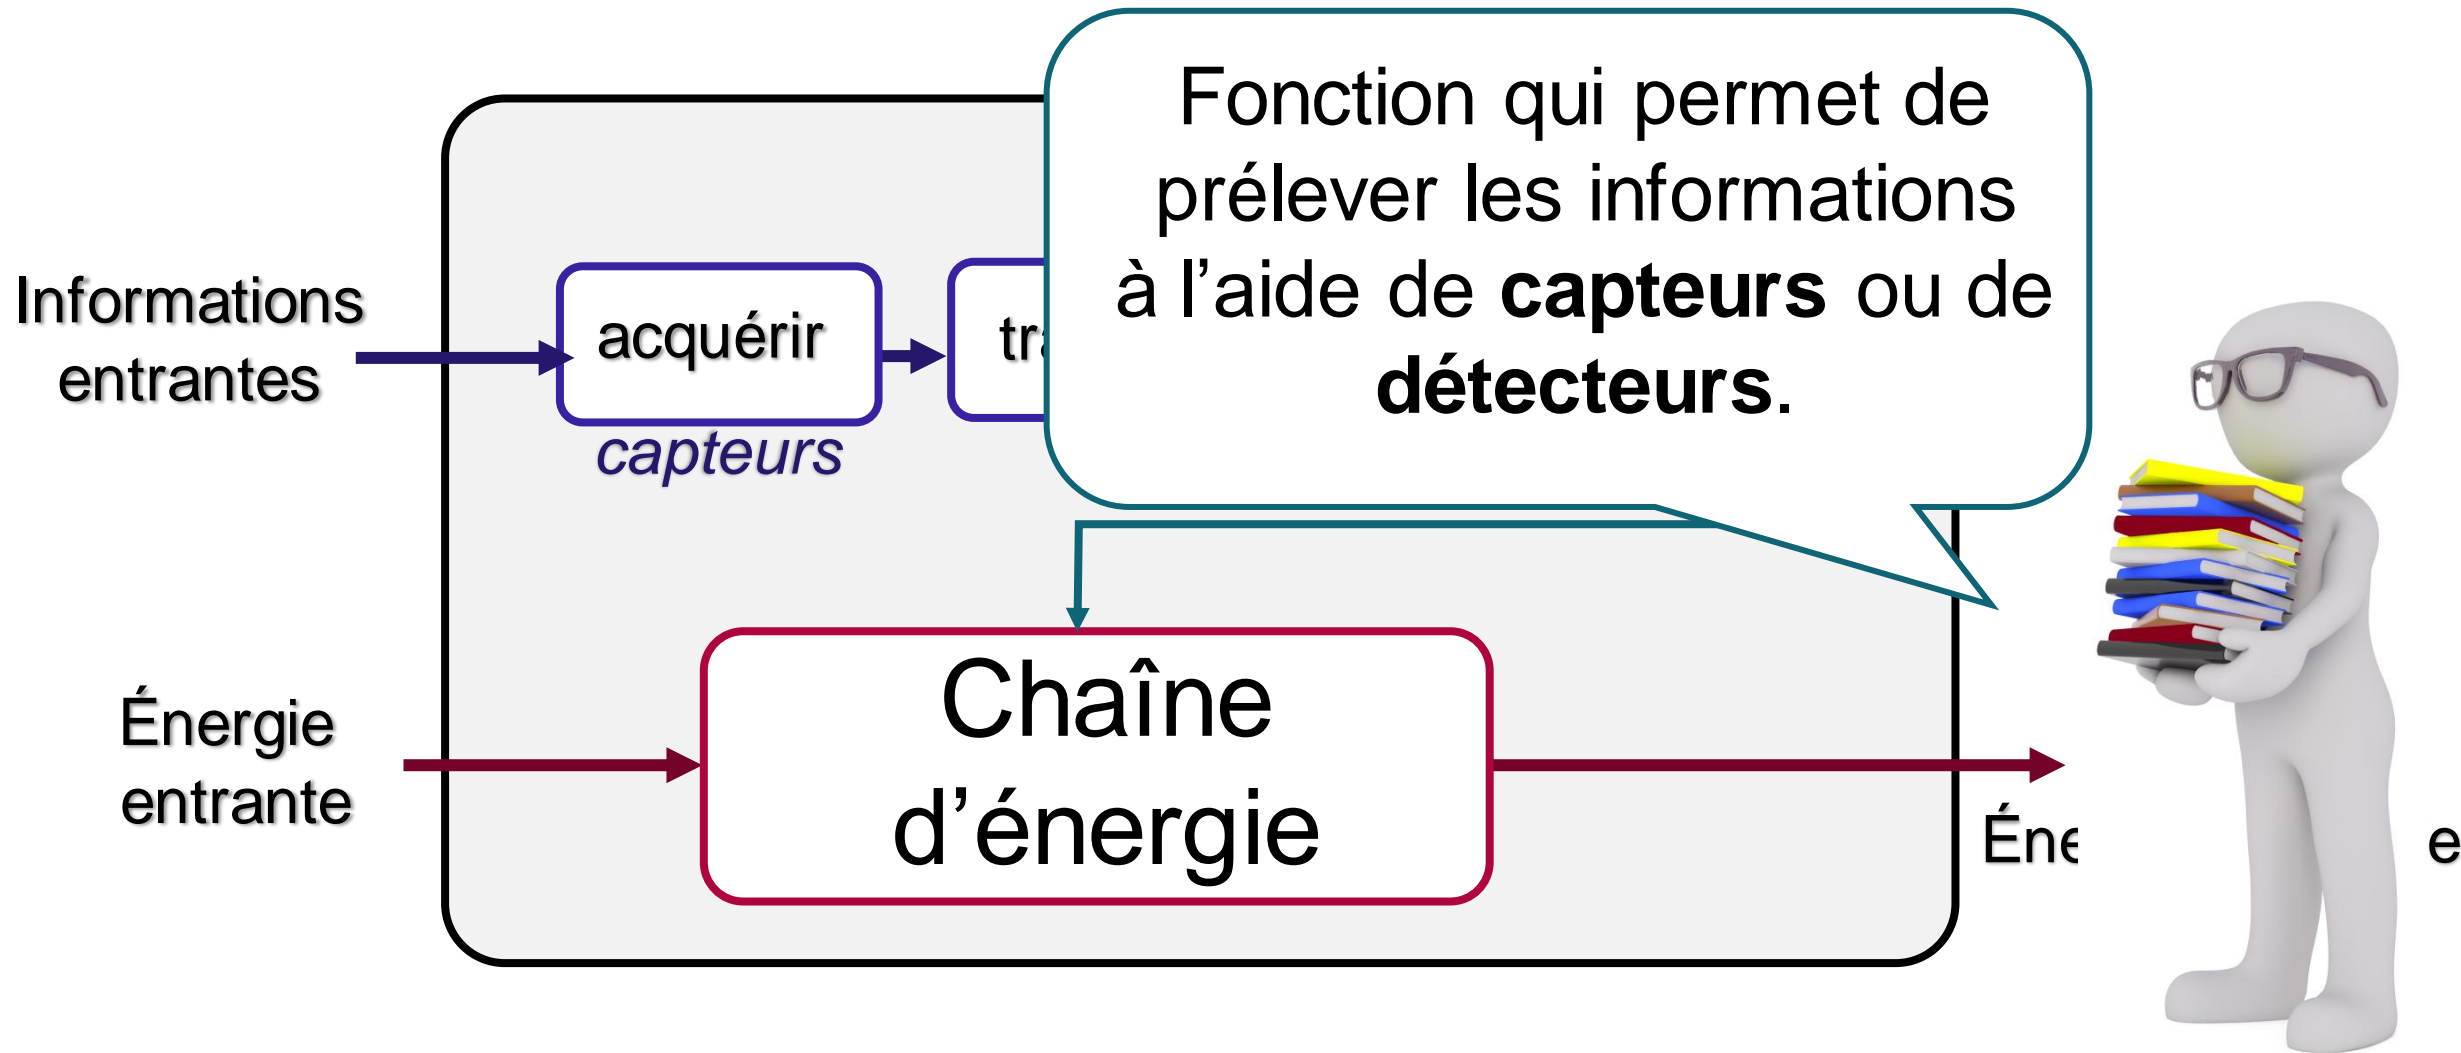 Fonction qui permet de
prélever les informations
à l’aide de capteurs ou de
détecteurs.
Informations
entrantes
acquérir
capteurs
Énergie
entrante
Chaîne
d’énergie